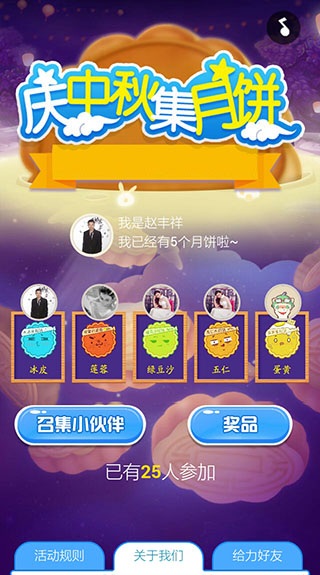 庆中秋集月饼
我是赵丰祥
我已经有5个月饼啦~
冰皮 莲蓉 绿豆沙 五仁 蛋黄
召集小伙伴 奖品
已有25人参加
活动规则 关于我们 给力好友